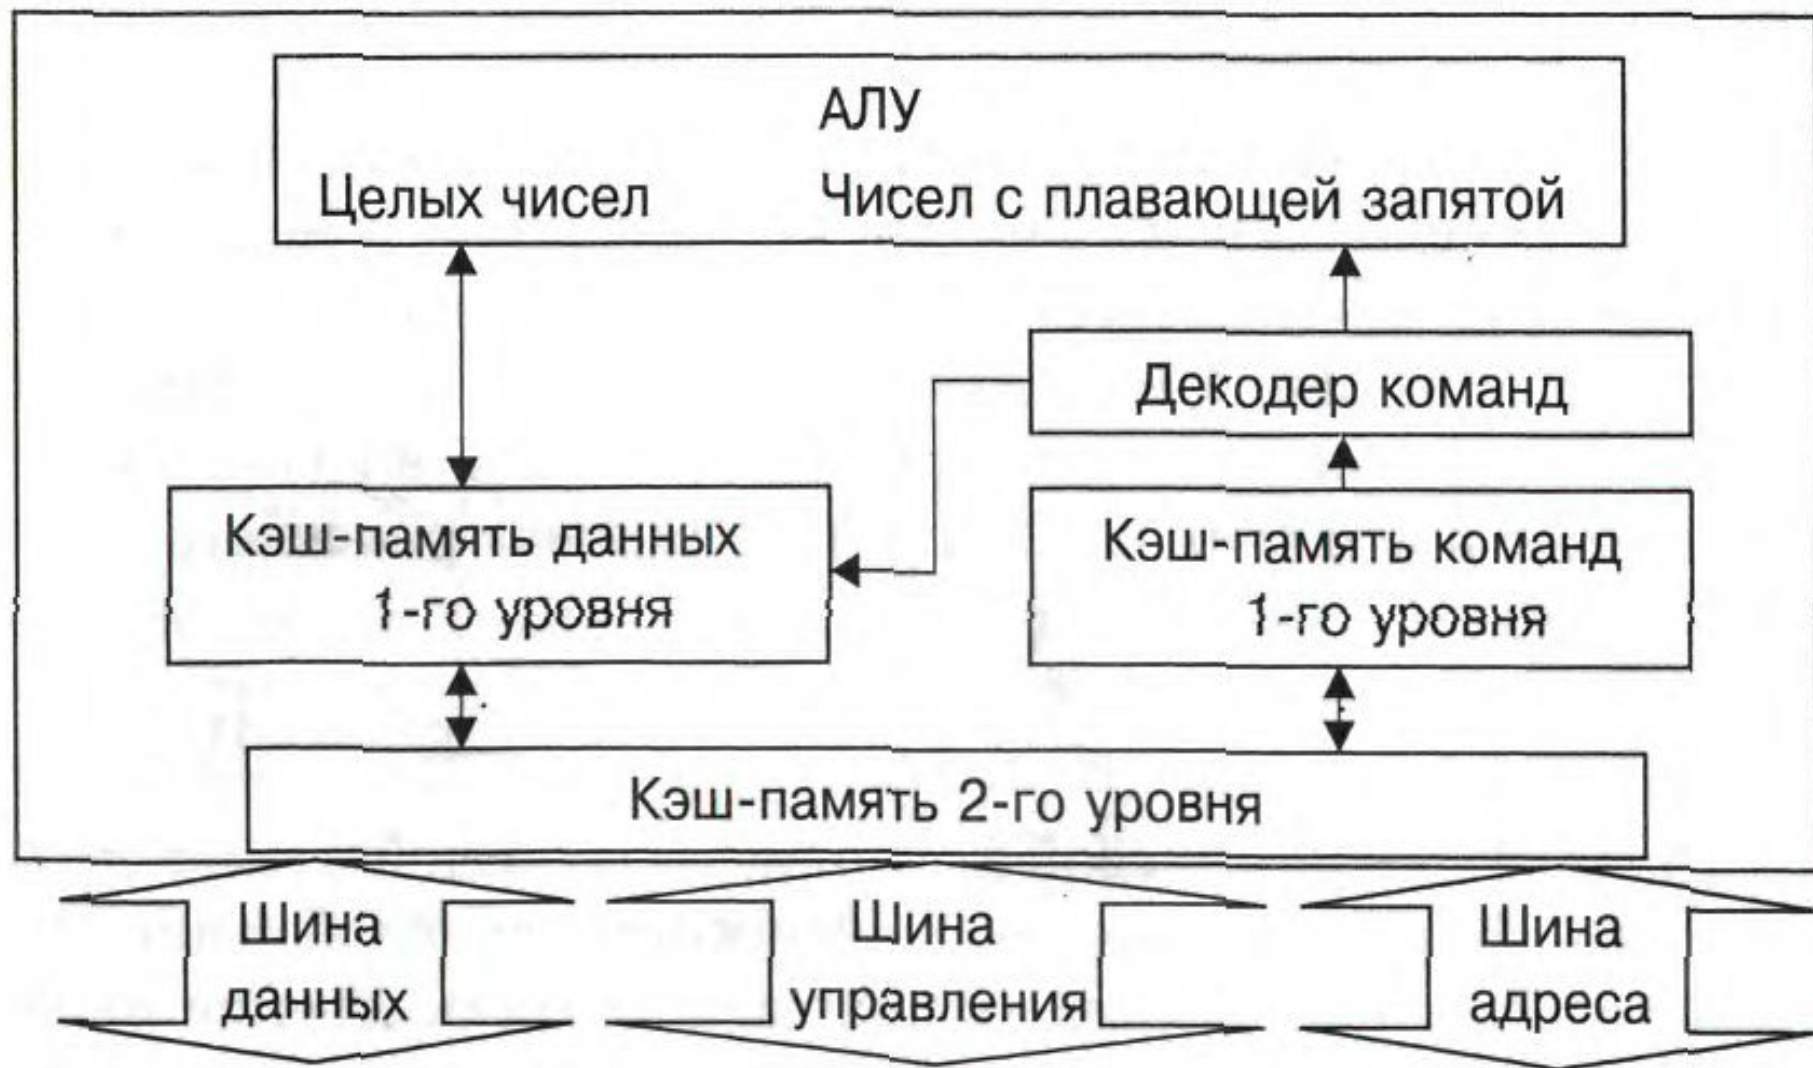 АЛУ
Целых чисел
Чисел с плавающей запятой
Декодер команд
Кэш-память данных
1-го уровня
Кэш-память команд
1-го уровня
Кэш-память 2-го уровня
Шина
данных
Шина
управления
Шина
адреса